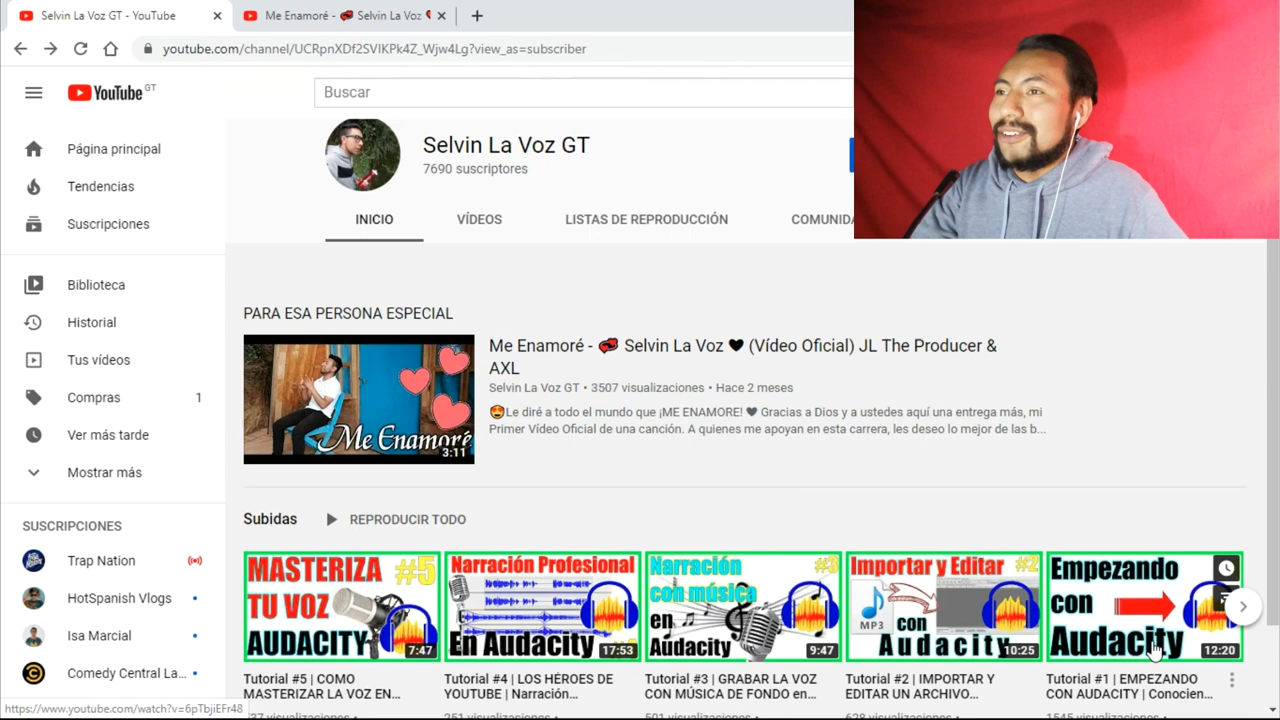 Selvin La Voz GT - YouTube
Me Enamoré - 💋 Selvin La Voz
youtube.com/channel/UCRpnXDf2SVIKPk4Z_Wjw4Lg?view_as=subscriber
YouTube GT
Buscar
Selvin La Voz GT
7690 suscriptores
INICIO
VÍDEOS
LISTAS DE REPRODUCCIÓN
COMUNIDA
Página principal
Tendencias
Suscripciones
Biblioteca
Historial
Tus vídeos
Compras 1
Ver más tarde
Mostrar más
SUSCRIPCIONES
Trap Nation
HotSpanish Vlogs
Isa Marcial
Comedy Central La...
PARA ESA PERSONA ESPECIAL
Me Enamoré
3:11
Me Enamoré - 💋 Selvin La Voz 🖤 (Vídeo Oficial) JL The Producer &
AXL
Selvin La Voz GT • 3507 visualizaciones • Hace 2 meses
😍Le diré a todo el mundo que ¡ME ENAMORE! 🖤 Gracias a Dios y a ustedes aquí una entrega más, mi
Primer Vídeo Oficial de una canción. A quienes me apoyan en esta carrera, les deseo lo mejor de las b...
Subidas
REPRODUCIR TODO
MASTERIZA #5
TU VOZ
AUDACITY
7:47
Tutorial #5 | COMO
MASTERIZAR LA VOZ EN...
Narración Profesional
En Audacity
17:53
Tutorial #4 | LOS HÉROES DE
YOUTUBE | Narración...
251 visualizaciones
Narración #3
con música
en
Audacity
9:47
Tutorial #3 | GRABAR LA VOZ
CON MÚSICA DE FONDO en...
501 visualizaciones
Importar y Editar #2
MP3
con
Audacity
10:25
Tutorial #2 | IMPORTAR Y
EDITAR UN ARCHIVO...
628 visualizaciones
Empezando
con
Audacity
12:20
Tutorial #1 | EMPEZANDO
CON AUDACITY | Conocien...
1545 visualizaciones
https://www.youtube.com/watch?v=6pTbjiEFr48